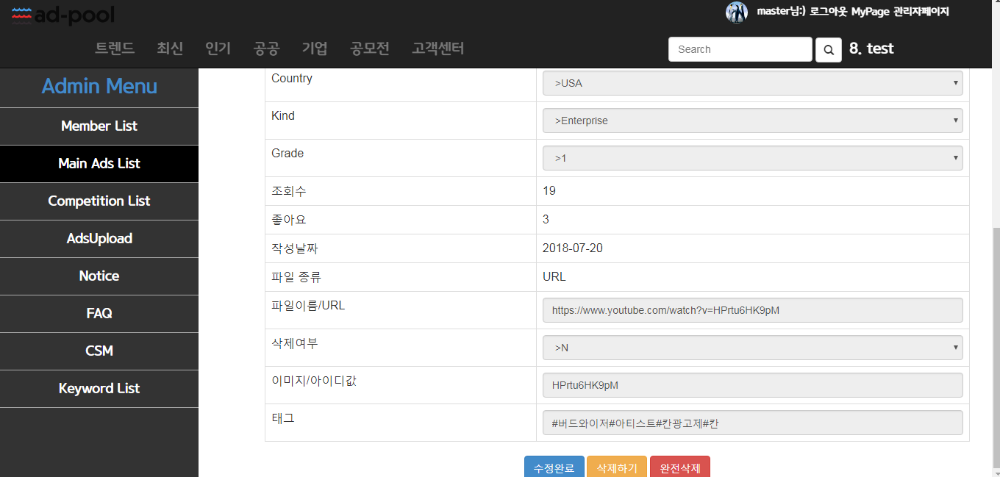 ad-pool
master님:) 로그아웃 MyPage 관리자페이지
트렌드 최신 인기 공공 기업 공모전 고객센터 Search 8. test
Admin Menu
Member List
Main Ads List
Competition List
AdsUpload
Notice
FAQ
CSM
Keyword List
Country >USA
Kind >Enterprise
Grade >1
조회수 19
좋아요 3
작성날짜 2018-07-20
파일 종류 URL
파일이름/URL https://www.youtube.com/watch?v=HPrtu6HK9pM
삭제여부 >N
이미지/아이디값 HPrtu6HK9pM
태그 #버드와이저#아티스트#칸광고제#칸
수정완료 삭제하기 완전삭제